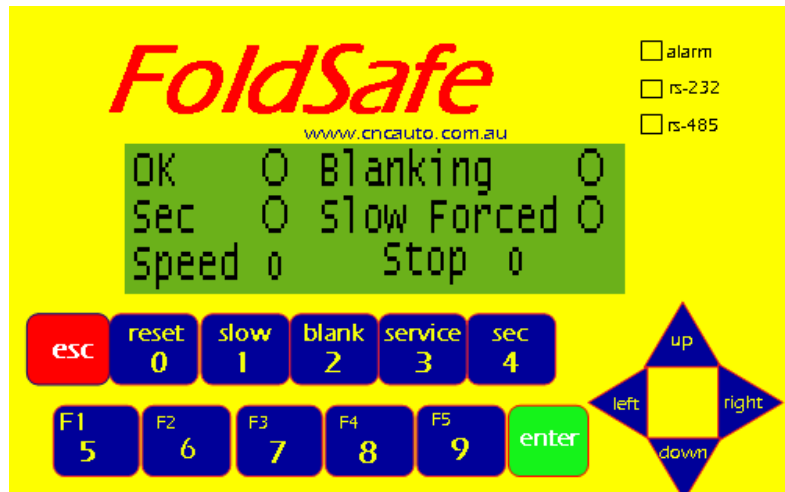 FoldSafe
www.cncauto.com.au
alarm
rs-232
rs-485
OK O Blanking O
Sec O Slow Forced O
Speed 0 Stop 0
esc
reset 0
slow 1
blank 2
service 3
sec 4
F1 5
F2 6
F3 7
F4 8
F5 9
enter
up
left
right
down